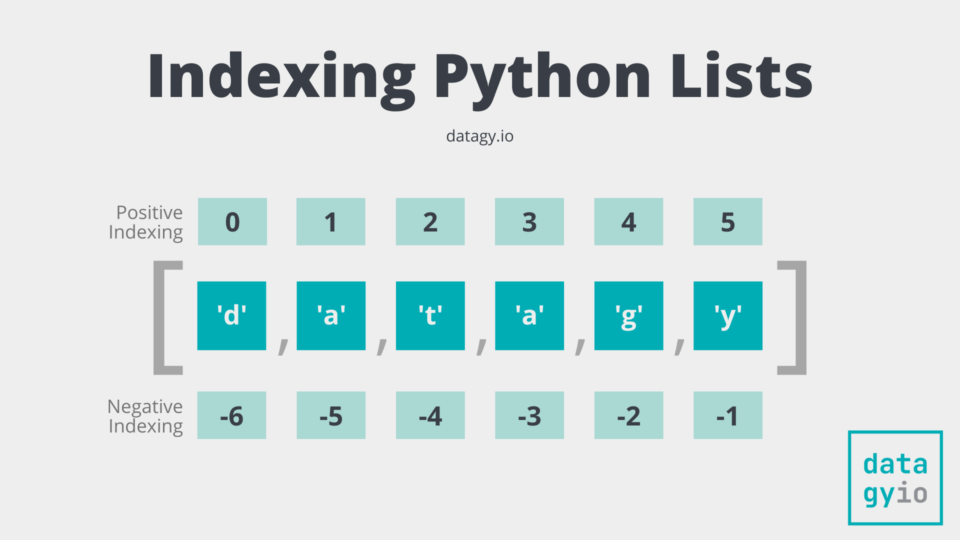 Indexing Python Lists
datagy.io
Positive
Indexing
0 1 2 3 4 5
[ 'd' , 'a' , 't' , 'a' , 'g' , 'y' ]
Negative
Indexing
-6 -5 -4 -3 -2 -1
data
gyio